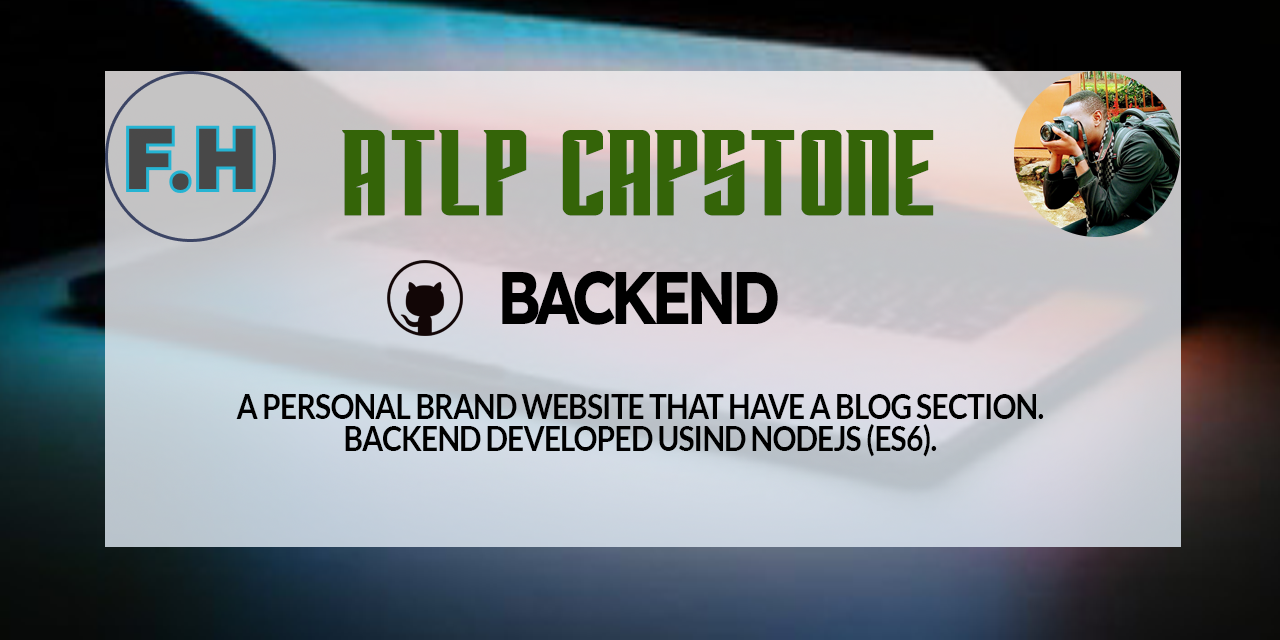 F.H
ATLP CAPSTONE
BACKEND
A PERSONAL BRAND WEBSITE THAT HAVE A BLOG SECTION.
BACKEND DEVELOPED USIND NODEJS (ES6).